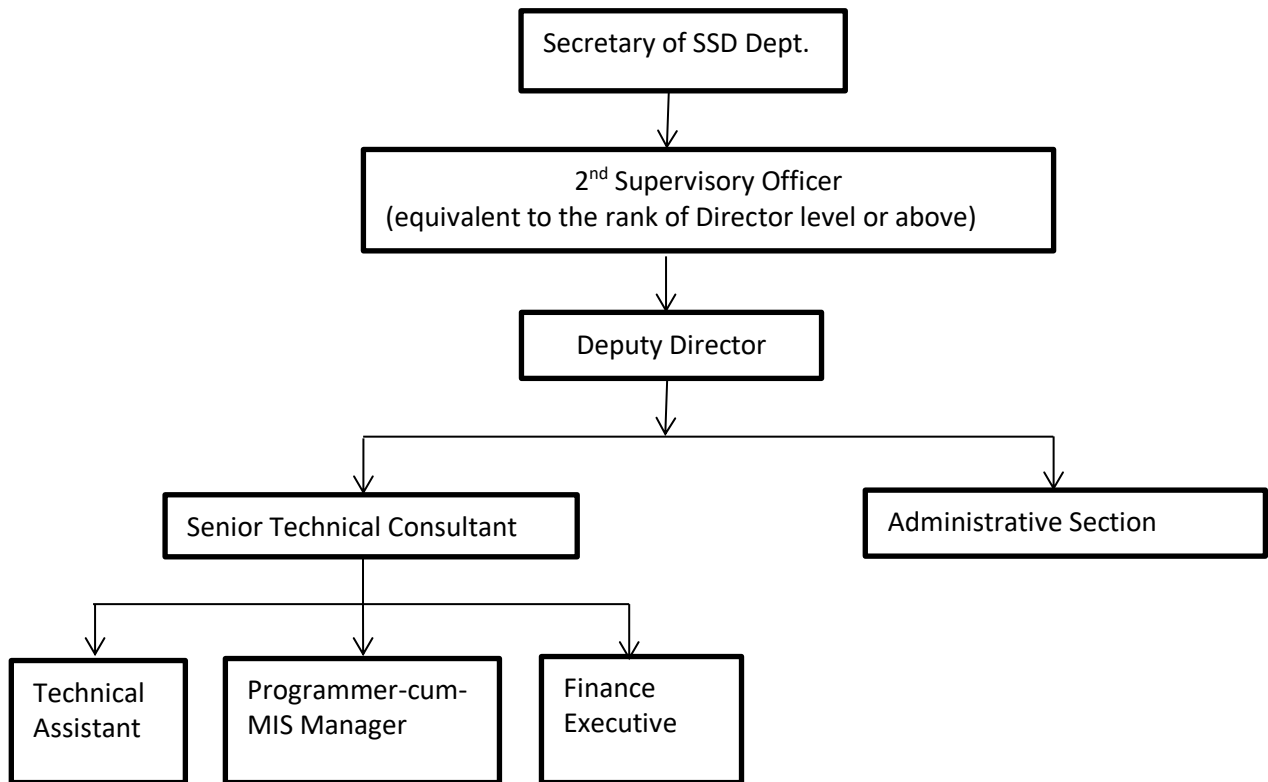 Secretary of SSD Dept.
2nd Supervisory Officer
(equivalent to the rank of Director level or above)
Deputy Director
Senior Technical Consultant
Administrative Section
Technical
Assistant
Programmer-cum-
MIS Manager
Finance
Executive